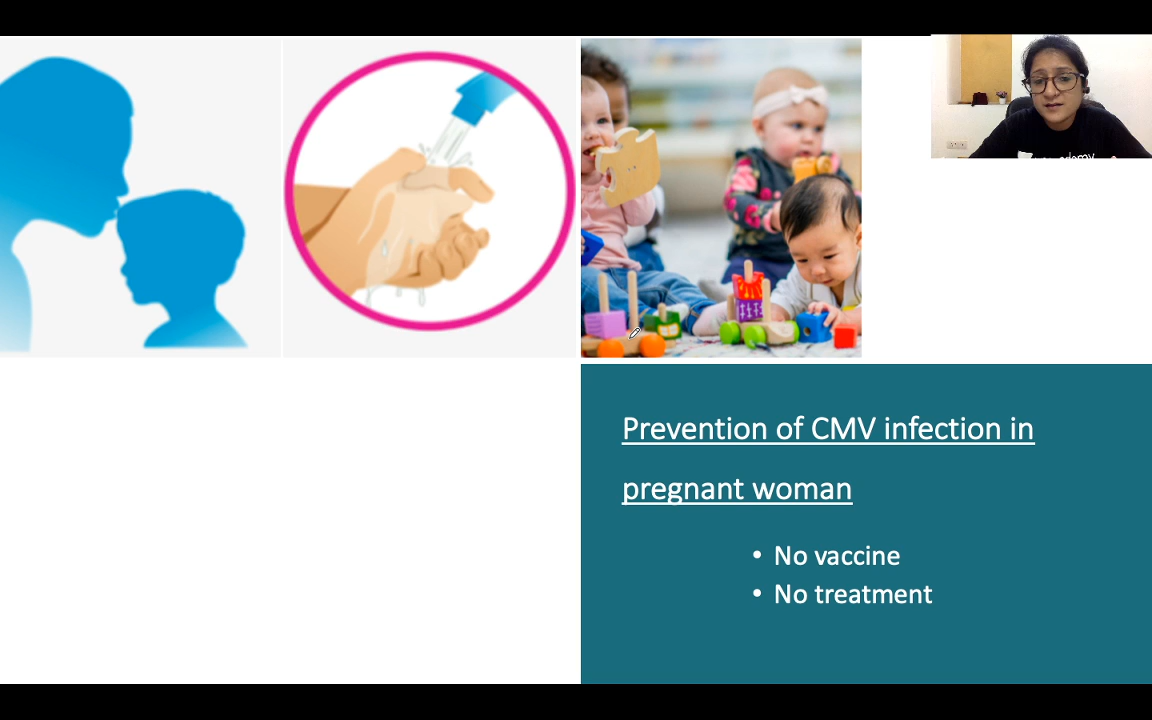 Prevention of CMV infection in
pregnant woman
• No vaccine
• No treatment